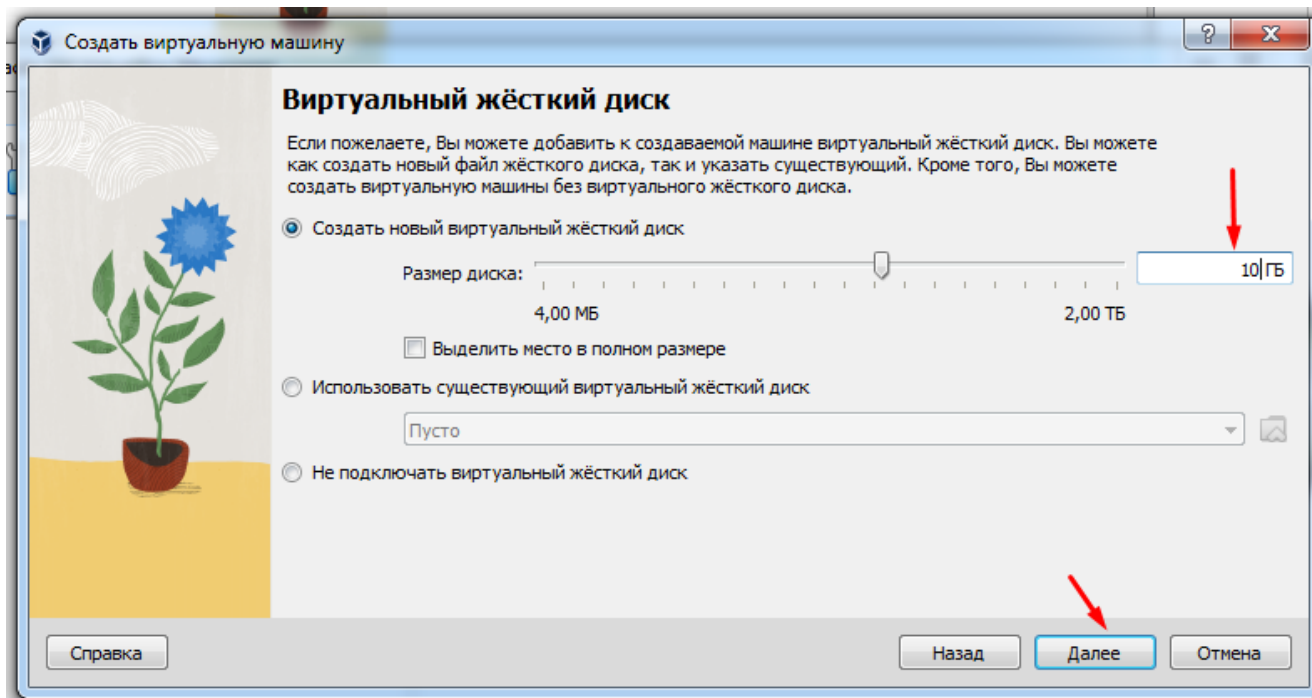 Создать виртуальную машину
Виртуальный жёсткий диск
Если пожелаете, Вы можете добавить к создаваемой машине виртуальный жёсткий диск. Вы можете
как создать новый файл жёсткого диска, так и указать существующий. Кроме того, Вы можете
создать виртуальную машины без виртуального жёсткого диска.
Создать новый виртуальный жёсткий диск
Размер диска:
10 ГБ
4,00 МБ 2,00 ТБ
Выделить место в полном размере
Использовать существующий виртуальный жёсткий диск
Пусто
Не подключать виртуальный жёсткий диск
Справка Назад Далее Отмена